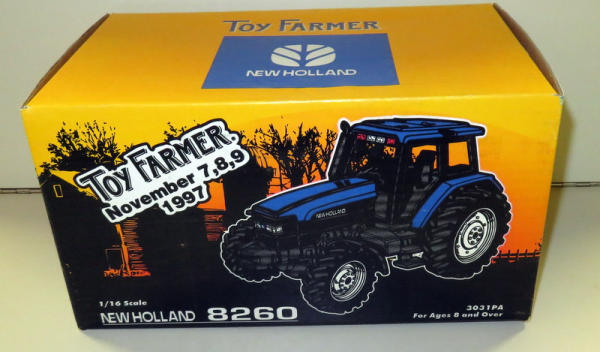 TOY FARMER
NEW HOLLAND
TOY FARMER
November 7,8,9
1997
NEW HOLLAND
1/16 Scale
NEW HOLLAND 8260
3031PA
For Ages 8 and Over